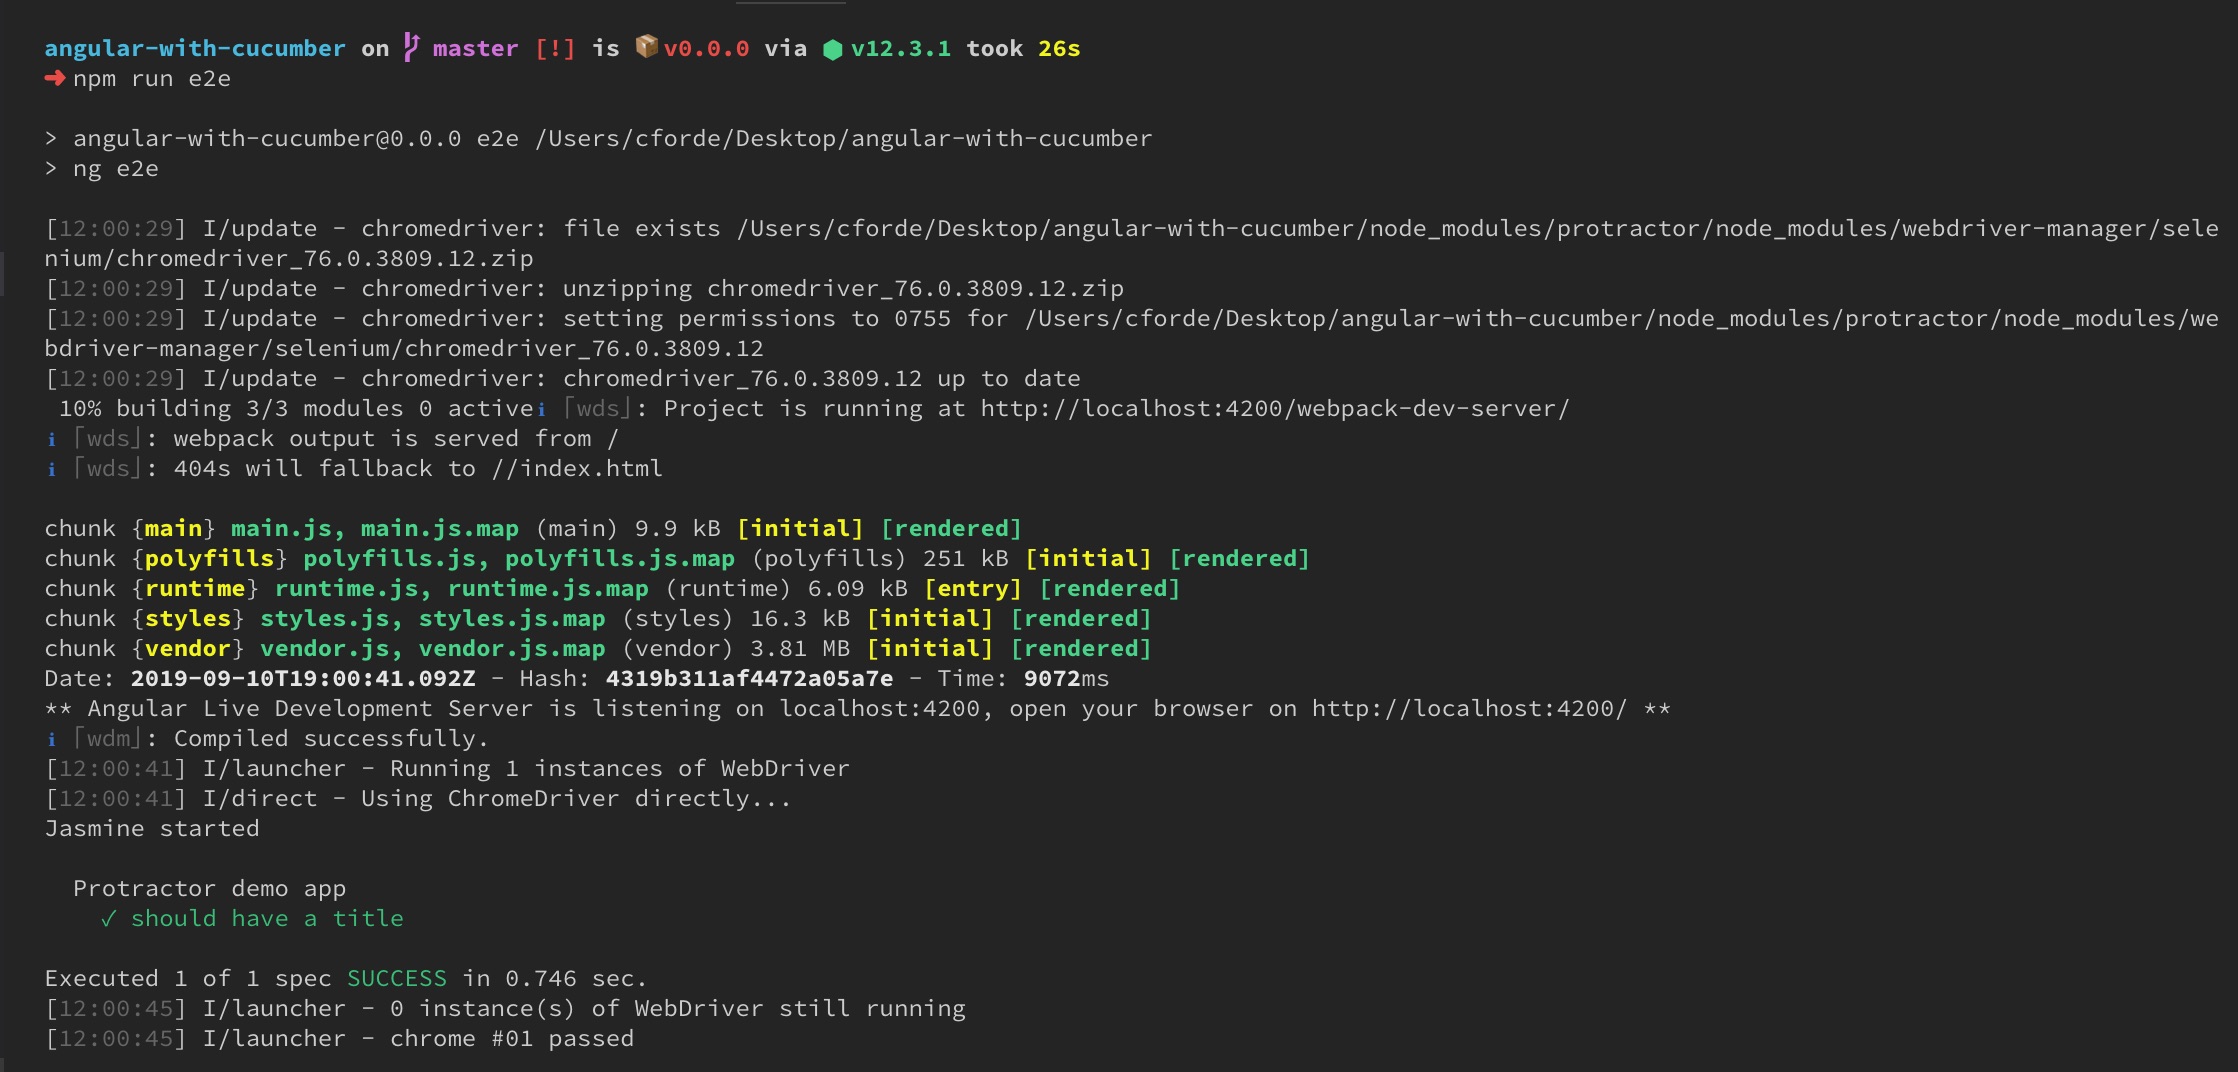 angular-with-cucumber on master [!] is 📦v0.0.0 via ⬢ v12.3.1 took 26s
➜ npm run e2e
> angular-with-cucumber@0.0.0 e2e /Users/cforde/Desktop/angular-with-cucumber
> ng e2e
[12:00:29] I/update - chromedriver: file exists /Users/cforde/Desktop/angular-with-cucumber/node_modules/protractor/node_modules/webdriver-manager/sele
nium/chromedriver_76.0.3809.12.zip
[12:00:29] I/update - chromedriver: unzipping chromedriver_76.0.3809.12.zip
[12:00:29] I/update - chromedriver: setting permissions to 0755 for /Users/cforde/Desktop/angular-with-cucumber/node_modules/protractor/node_modules/we
bdriver-manager/selenium/chromedriver_76.0.3809.12
[12:00:29] I/update - chromedriver: chromedriver_76.0.3809.12 up to date
10% building 3/3 modules 0 activeℹ ｢wds｣: Project is running at http://localhost:4200/webpack-dev-server/
ℹ ｢wds｣: webpack output is served from /
ℹ ｢wds｣: 404s will fallback to //index.html
chunk {main} main.js, main.js.map (main) 9.9 kB [initial] [rendered]
chunk {polyfills} polyfills.js, polyfills.js.map (polyfills) 251 kB [initial] [rendered]
chunk {runtime} runtime.js, runtime.js.map (runtime) 6.09 kB [entry] [rendered]
chunk {styles} styles.js, styles.js.map (styles) 16.3 kB [initial] [rendered]
chunk {vendor} vendor.js, vendor.js.map (vendor) 3.81 MB [initial] [rendered]
Date: 2019-09-10T19:00:41.092Z - Hash: 4319b311af4472a05a7e - Time: 9072ms
** Angular Live Development Server is listening on localhost:4200, open your browser on http://localhost:4200/ **
ℹ ｢wdm｣: Compiled successfully.
[12:00:41] I/launcher - Running 1 instances of WebDriver
[12:00:41] I/direct - Using ChromeDriver directly...
Jasmine started
Protractor demo app
✓ should have a title
Executed 1 of 1 spec SUCCESS in 0.746 sec.
[12:00:45] I/launcher - 0 instance(s) of WebDriver still running
[12:00:45] I/launcher - chrome #01 passed